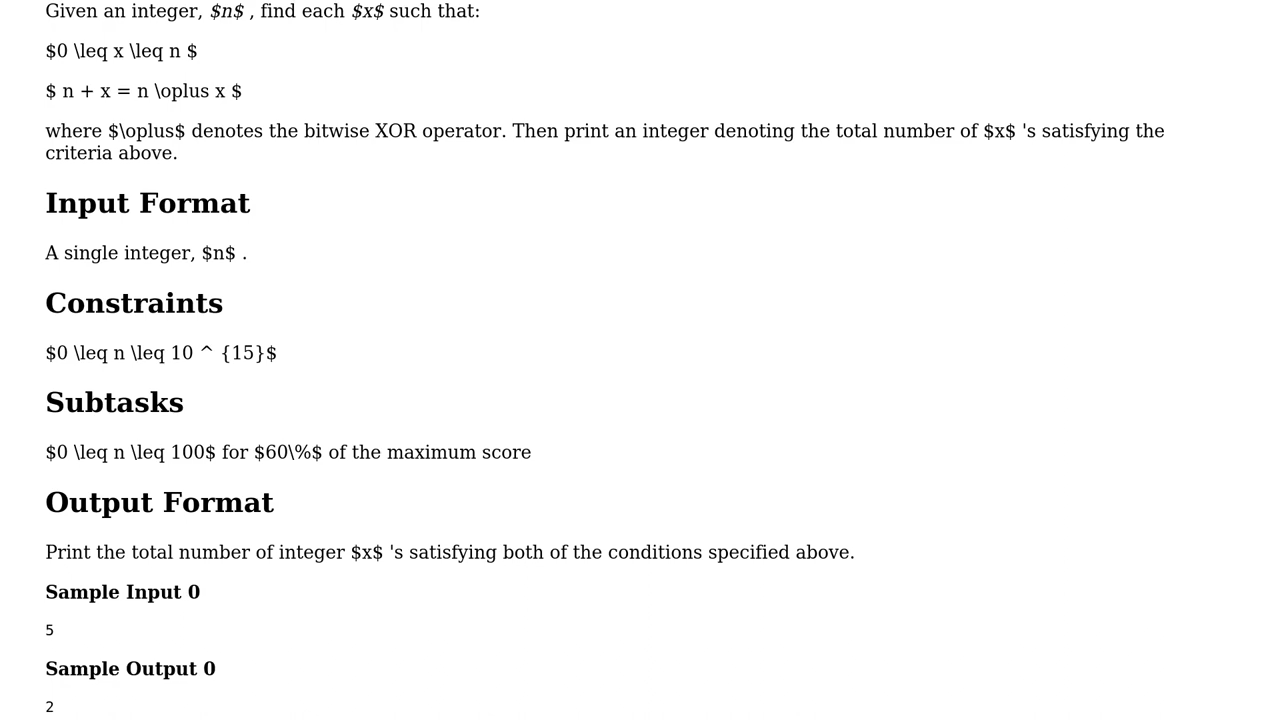 Given an integer, $n$ , find each $x$ such that:
$0 \leq x \leq n $
$ n + x = n \oplus x $
where $\oplus$ denotes the bitwise XOR operator. Then print an integer denoting the total number of $x$ 's satisfying the
criteria above.
Input Format
A single integer, $n$ .
Constraints
$0 \leq n \leq 10 ^ {15}$
Subtasks
$0 \leq n \leq 100$ for $60\%$ of the maximum score
Output Format
Print the total number of integer $x$ 's satisfying both of the conditions specified above.
Sample Input 0
5
Sample Output 0
2